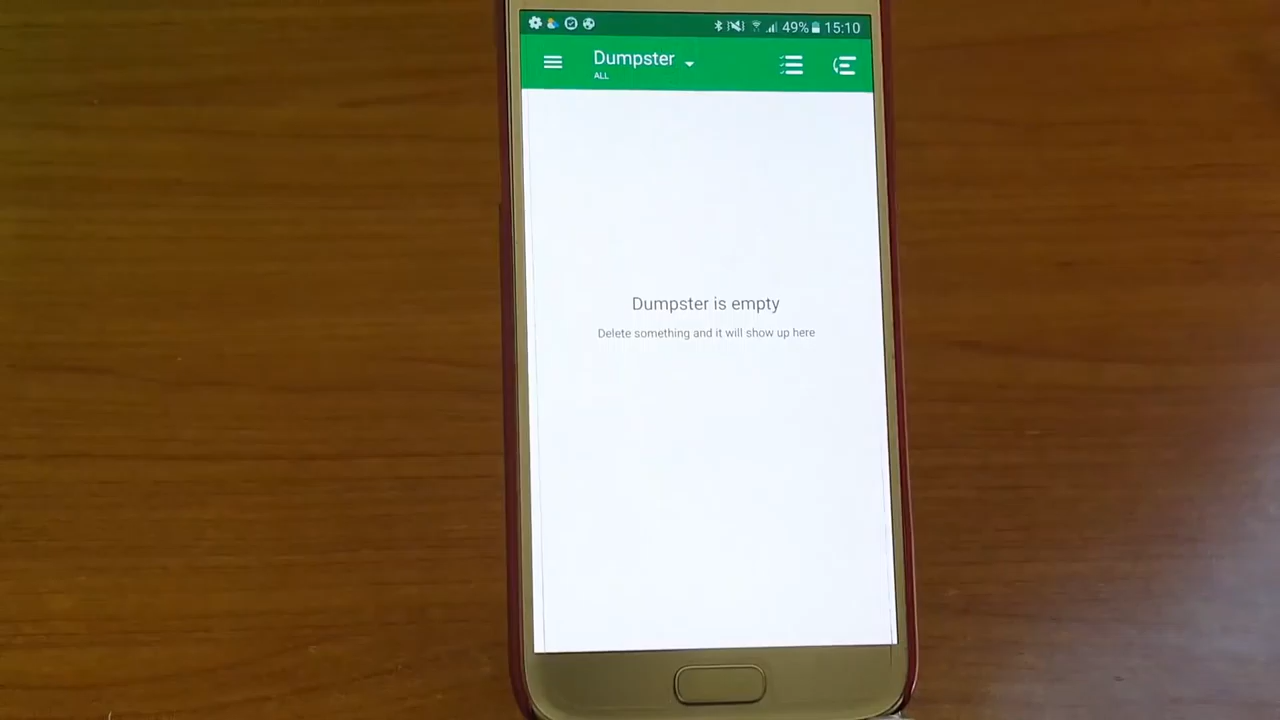 49% 15:10
Dumpster
ALL
Dumpster is empty
Delete something and it will show up here